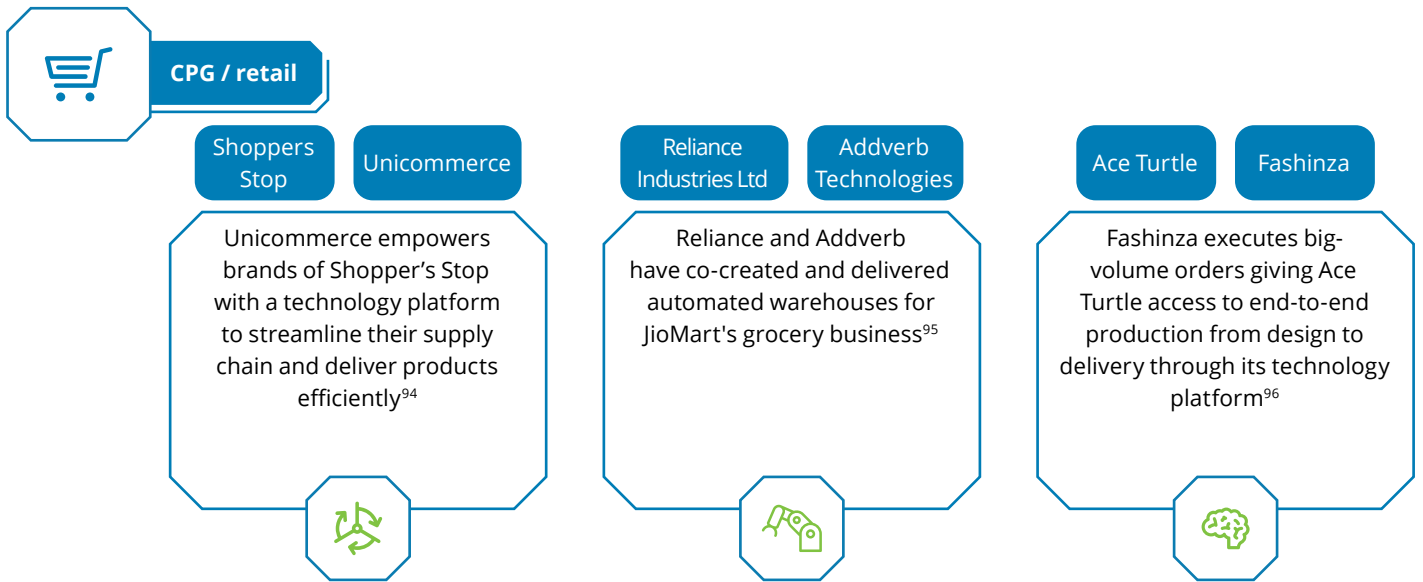 CPG / retail
Shoppers
Stop
Unicommerce
Unicommerce empowers
brands of Shopper’s Stop
with a technology platform
to streamline their supply
chain and deliver products
efficiently94
Reliance
Industries Ltd
Addverb
Technologies
Reliance and Addverb
have co-created and delivered
automated warehouses for
JioMart's grocery business95
Ace Turtle
Fashinza
Fashinza executes big-
volume orders giving Ace
Turtle access to end-to-end
production from design to
delivery through its technology
platform96